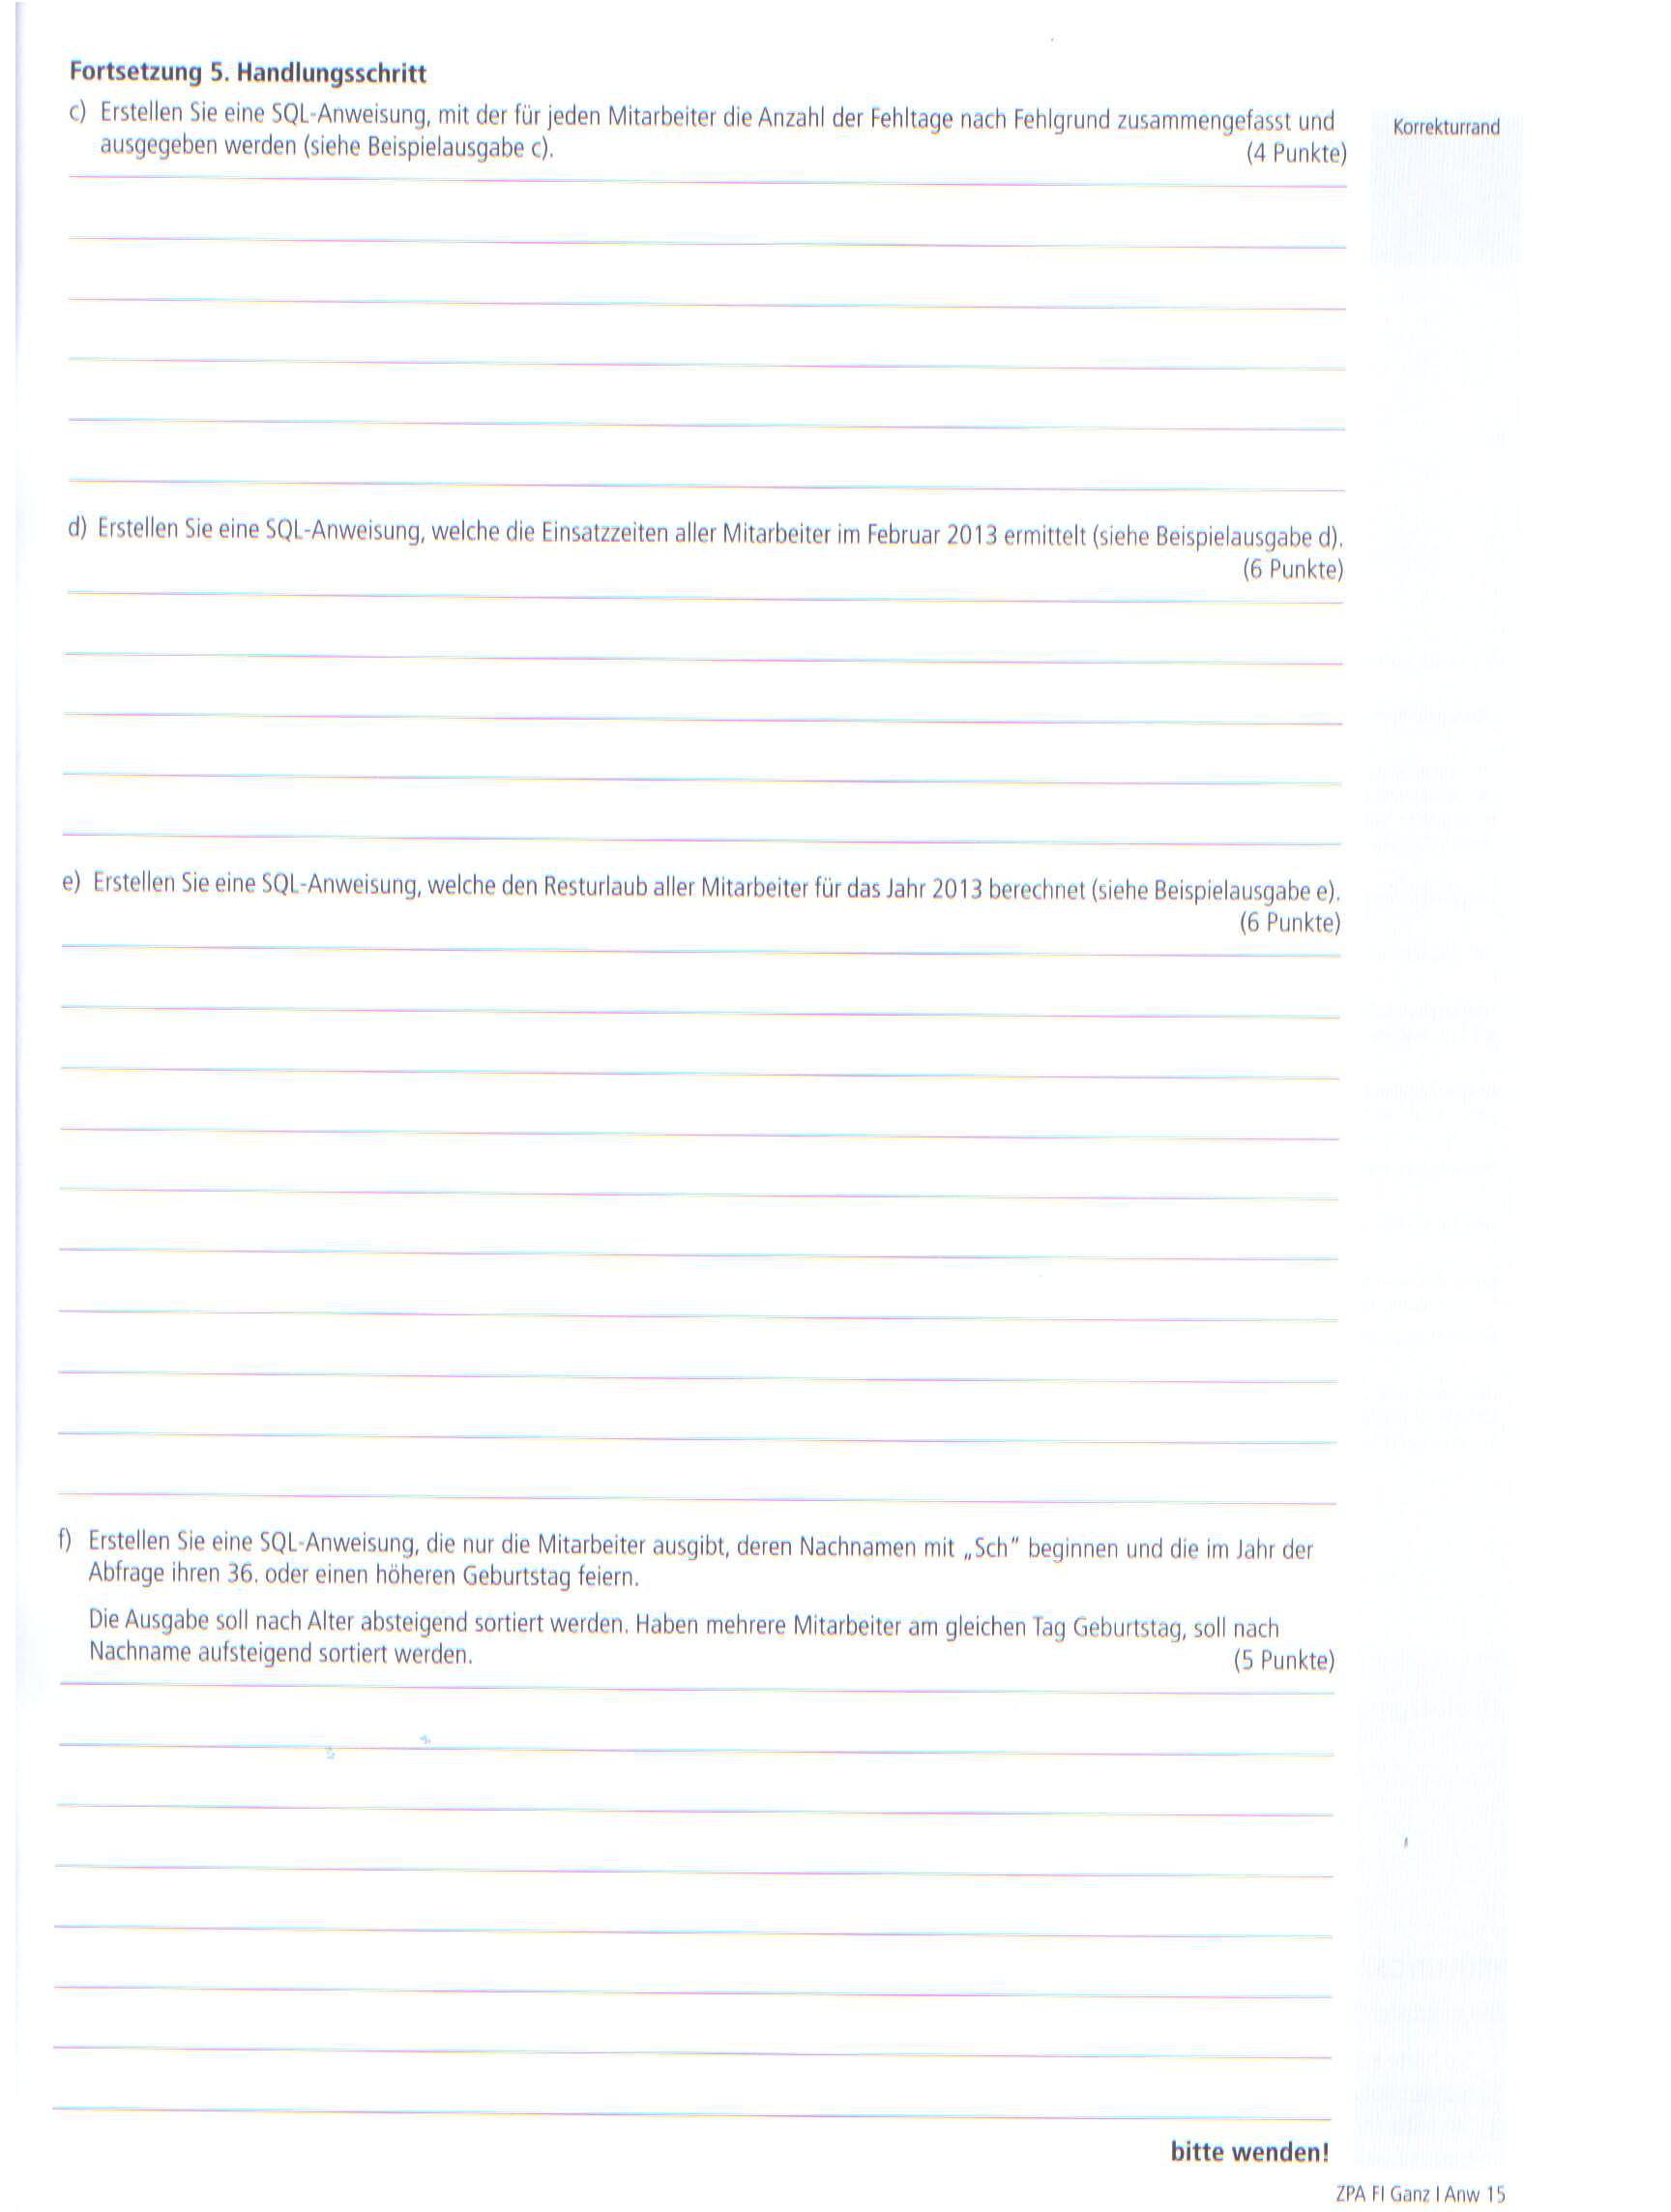 Fortsetzung 5. Handlungsschritt
c) Erstellen Sie eine SQL-Anweisung, mit der für jeden Mitarbeiter die Anzahl der Fehltage nach Fehlgrund zusammengefasst und
Korrekturrand
ausgegeben werden (siehe Beispielausgabe c).
(4 Punkte)
d) Erstellen Sie eine SQL-Anweisung, welche die Einsatzzeiten aller Mitarbeiter im Februar 2013 ermittelt (siehe Beispielausgabe d).
(6 Punkte)
e) Erstellen Sie eine SQL-Anweisung, welche den Resturlaub aller Mitarbeiter für das Jahr 2013 berechnet (siehe Beispielausgabe e).
(6 Punkte)
f) Erstellen Sie eine SQL-Anweisung, die nur die Mitarbeiter ausgibt, deren Nachnamen mit „Sch" beginnen und die im Jahr der
Abfrage ihren 36. oder einen höheren Geburtstag feiern.
Die Ausgabe soll nach Alter absteigend sortiert werden. Haben mehrere Mitarbeiter am gleichen Tag Geburtstag, soll nach
Nachname aufsteigend sortiert werden.
(5 Punkte)
bitte wenden!
ZPA FI Ganz I Anw 15